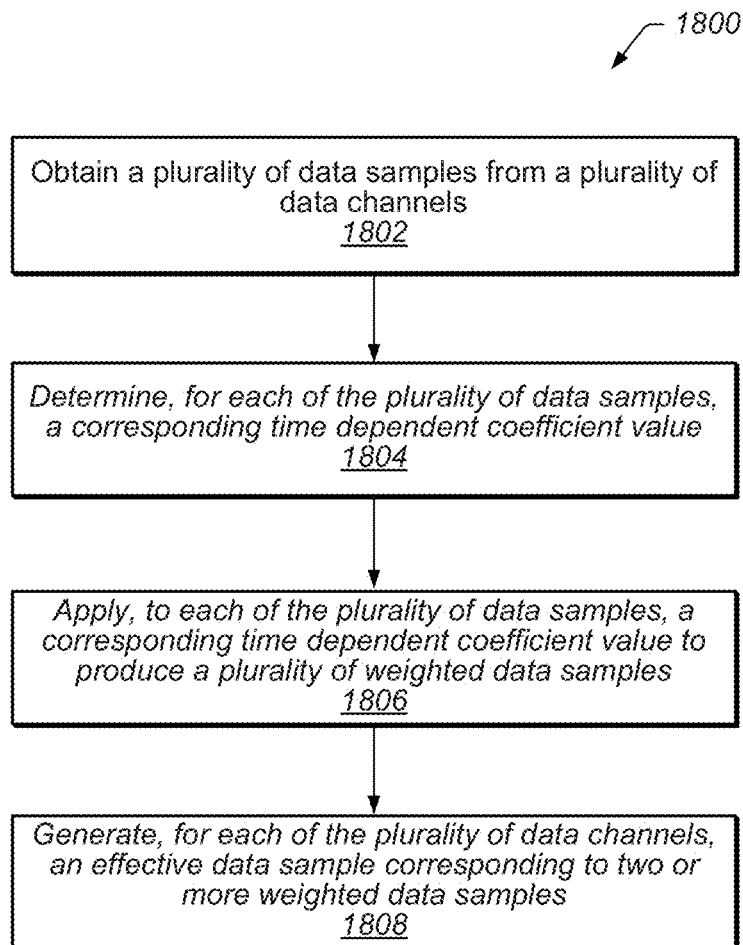 1800
Obtain a plurality of data samples from a plurality of
data channels
1802
Determine, for each of the plurality of data samples,
a corresponding time dependent coefficient value
1804
Apply, to each of the plurality of data samples, a
corresponding time dependent coefficient value to
produce a plurality of weighted data samples
1806
Generate, for each of the plurality of data channels,
an effective data sample corresponding to two or
more weighted data samples
1808